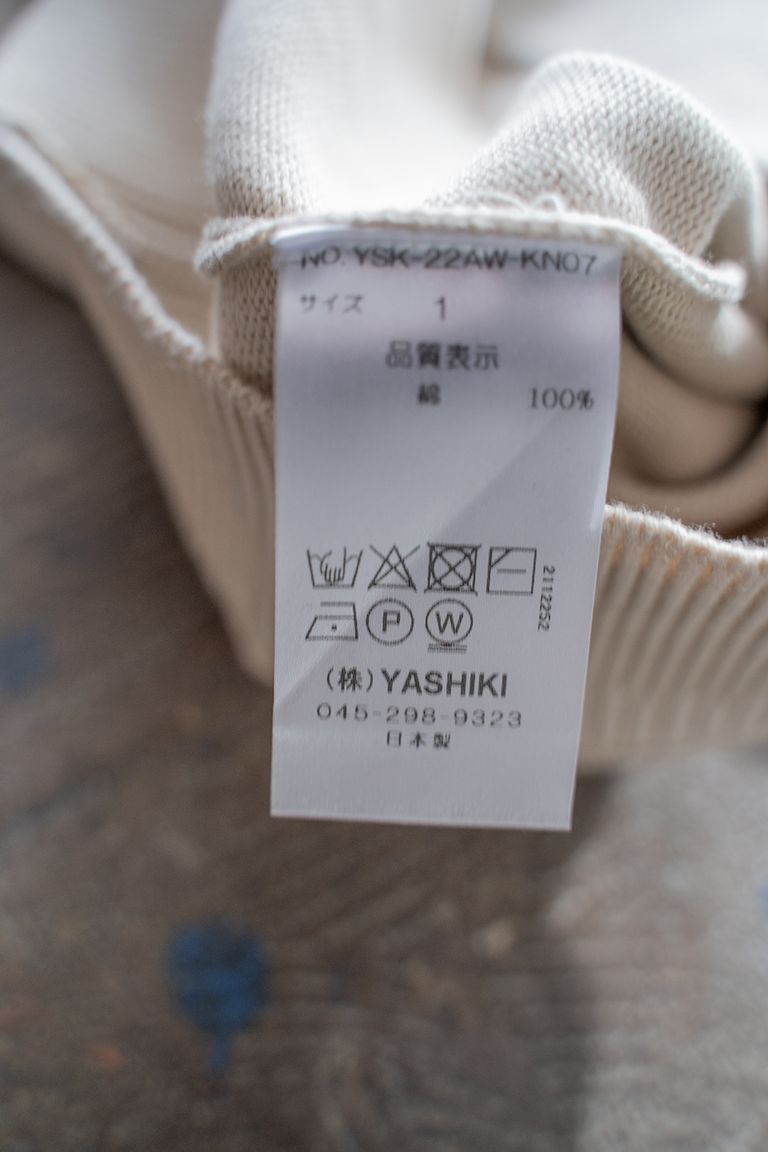 NO. YSK-22AW-KN07
サイズ 1
品質表示
綿 100%
2112252
P W
(株)YASHIKI
045-298-9323
日本製